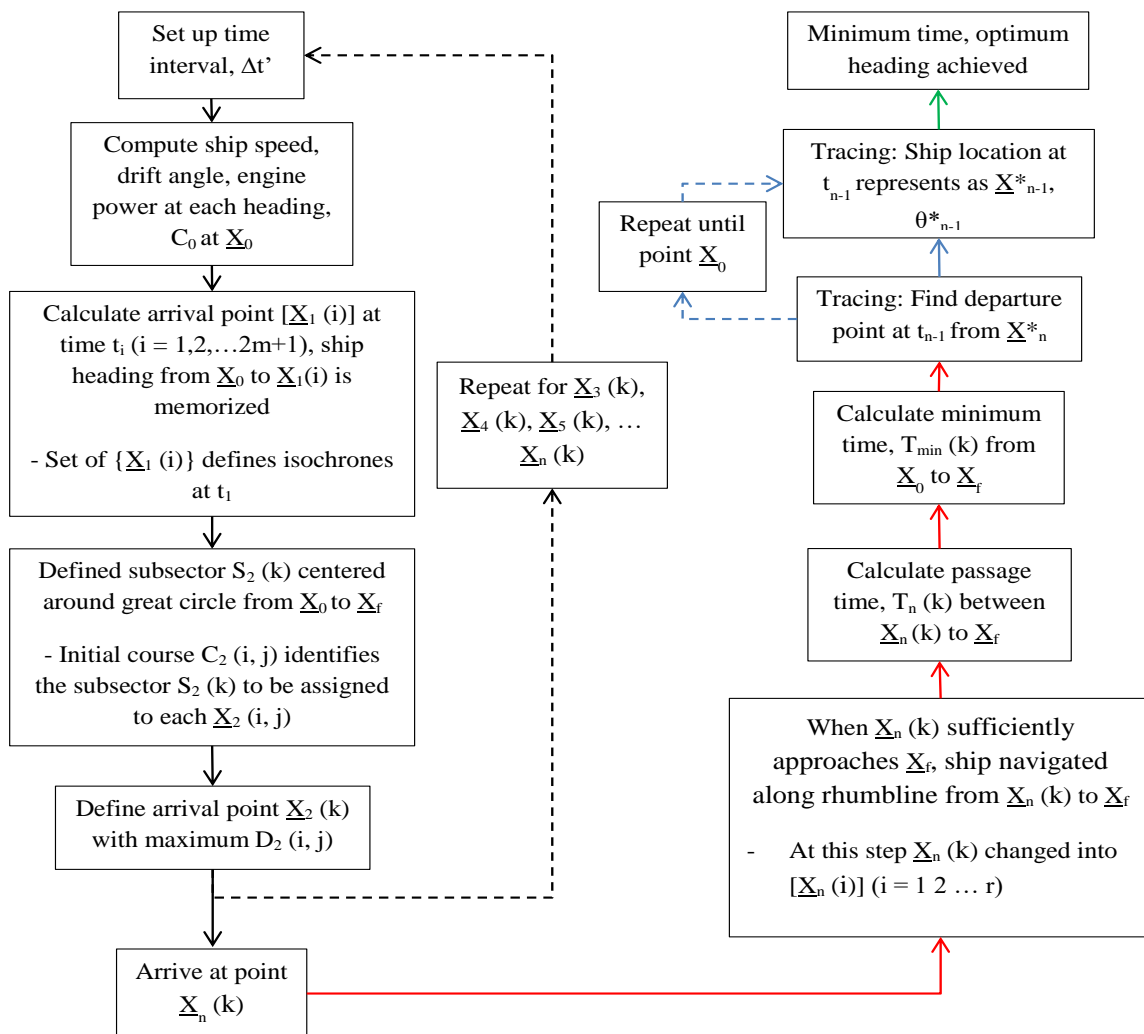 Set up time
interval, Δt’
Compute ship speed,
drift angle, engine
power at each heading,
C₀ at X₀
Calculate arrival point [X₁ (i)] at
time tᵢ (i = 1,2,…2m+1), ship
heading from X₀ to X₁(i) is
memorized
- Set of {X₁ (i)} defines isochrones
at t₁
Defined subsector S₂ (k) centered
around great circle from X₀ to X_f
- Initial course C₂ (i, j) identifies
the subsector S₂ (k) to be assigned
to each X₂ (i, j)
Define arrival point X₂ (k)
with maximum D₂ (i, j)
Arrive at point
Xₙ (k)
Repeat for X₃ (k),
X₄ (k), X₅ (k), …
Xₙ (k)
Minimum time, optimum
heading achieved
Tracing: Ship location at
tₙ₋₁ represents as X*ₙ₋₁,
θ*ₙ₋₁
Repeat until
point X₀
Tracing: Find departure
point at tₙ₋₁ from X*ₙ
Calculate minimum
time, T_min (k) from
X₀ to X_f
Calculate passage
time, Tₙ (k) between
Xₙ (k) to X_f
When Xₙ (k) sufficiently
approaches X_f, ship navigated
along rhumbline from Xₙ (k) to X_f
- At this step Xₙ (k) changed into
[Xₙ (i)] (i = 1 2 … r)